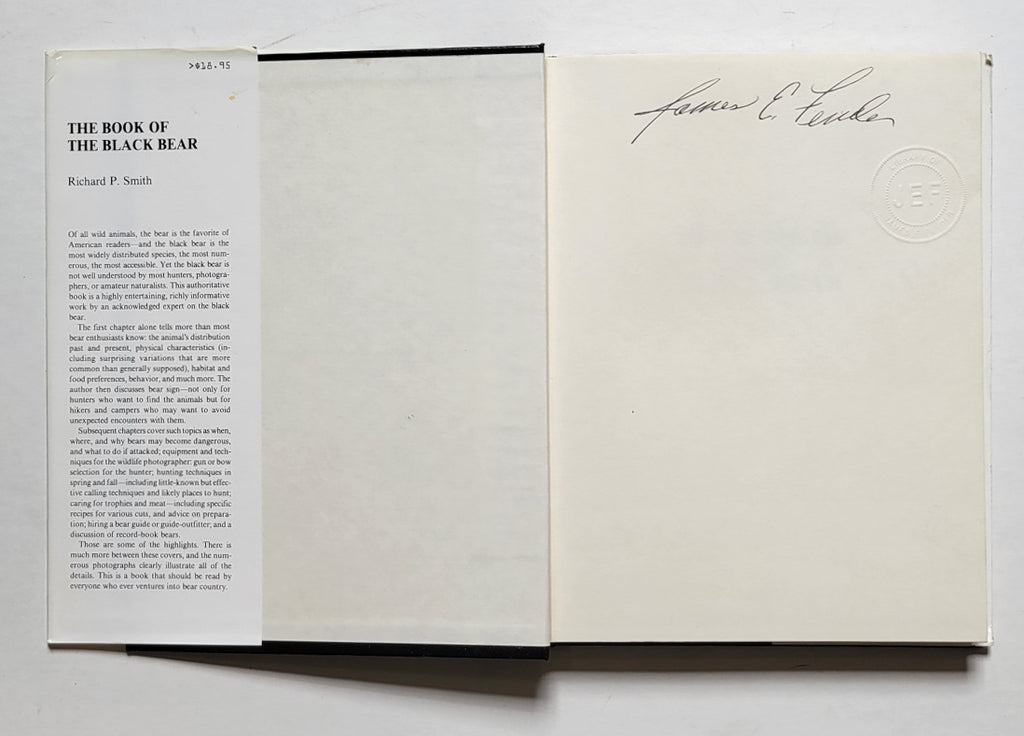 >$18.95
THE BOOK OF
THE BLACK BEAR
Richard P. Smith
Of all wild animals, the bear is the favorite of
American readers—and the black bear is the
most widely distributed species, the most num-
erous, the most accessible. Yet the black bear is
not well understood by most hunters, photogra-
phers, or amateur naturalists. This authoritative
book is a highly entertaining, richly informative
work by an acknowledged expert on the black
bear.
The first chapter alone tells more than most
bear enthusiasts know: the animal's distribution
past and present, physical characteristics (in-
cluding surprising variations that are more
common than generally supposed), habitat and
food preferences, behavior, and much more. The
author then discusses bear sign—not only for
hunters who want to find the animals but for
hikers and campers who may want to avoid
unexpected encounters with them.
Subsequent chapters cover such topics as when,
where, and why bears may become dangerous,
and what to do if attacked; equipment and tech-
niques for the wildlife photographer; gun or bow
selection for the hunter; hunting techniques in
spring and fall—including little-known but effec-
tive calling techniques and likely places to hunt;
caring for trophies and meat—including specific
recipes for various cuts, and advice on prepara-
tion; hiring a bear guide or guide-outfitter; and a
discussion of record-book bears.
Those are some of the highlights. There is
much more between these covers, and the num-
erous photographs clearly illustrate all of the
details. This is a book that should be read by
everyone who ever ventures into bear country.
James E. Fender
LIBRARY OF
JEF